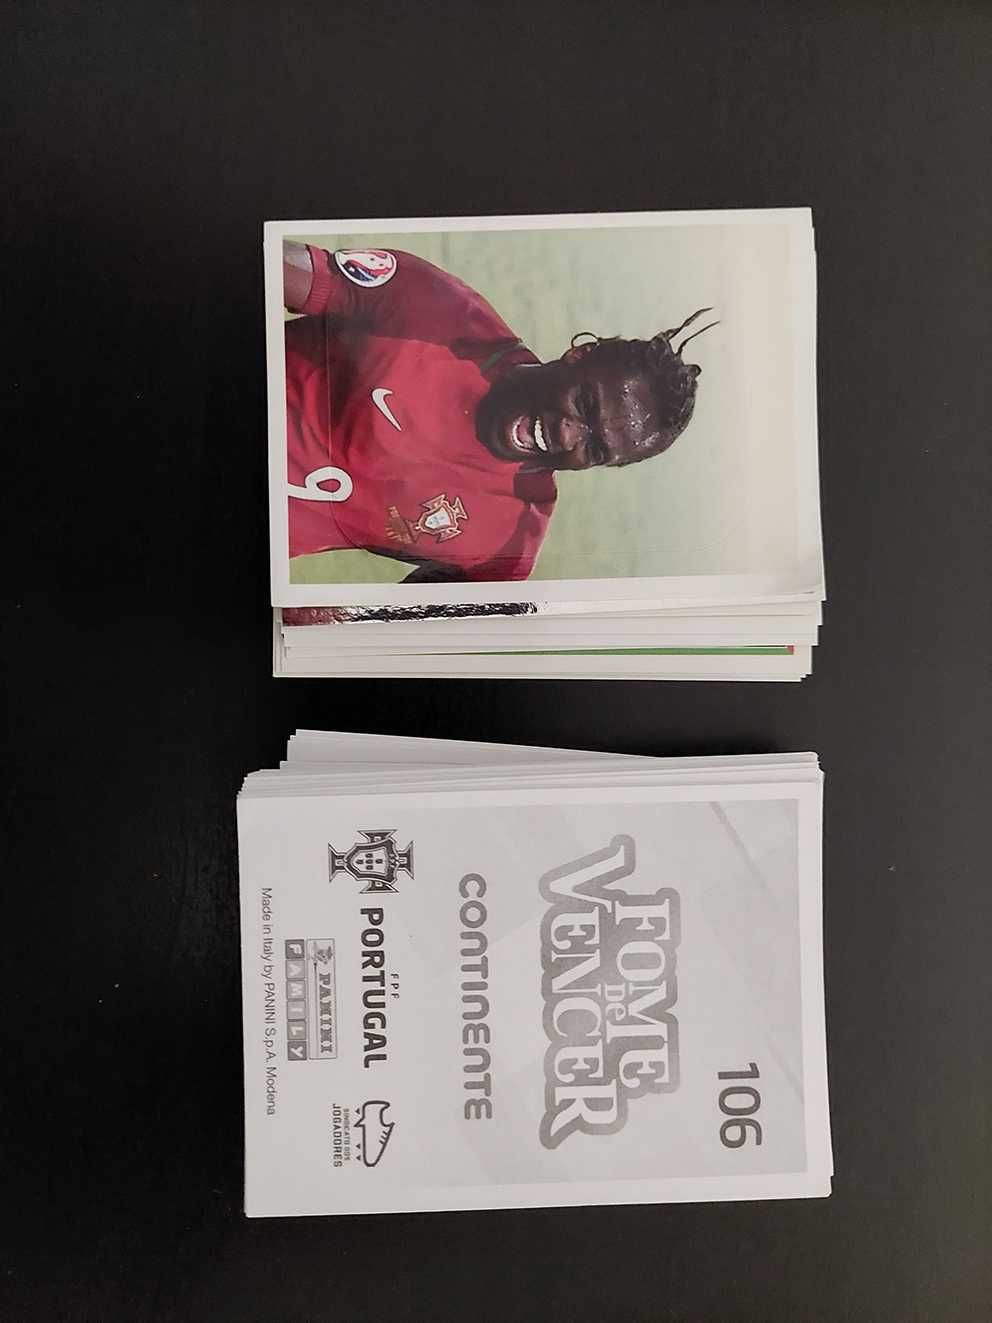 9
106
FOME
DE
VENCER
CONTINENTE
FPF
PORTUGAL
SINDICATO DOS
JOGADORES
PANINI
FAMILY
Made in Italy by PANINI S.p.A. Modena